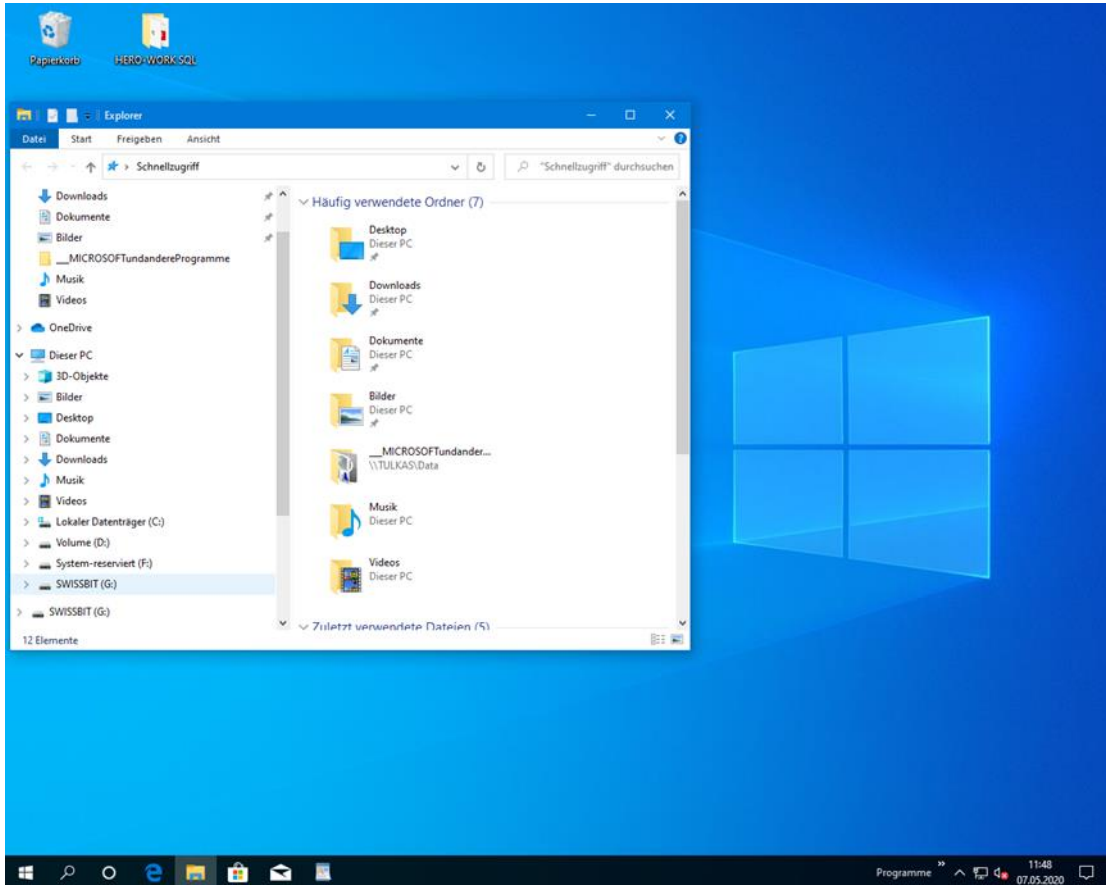 Papierkorb
HERO-WORK SQL
Explorer
Datei Start Freigeben Ansicht
Schnellzugriff
"Schnellzugriff" durchsuchen
Downloads
Dokumente
Bilder
__MICROSOFTundandereProgramme
Musik
Videos
OneDrive
Dieser PC
3D-Objekte
Bilder
Desktop
Dokumente
Downloads
Musik
Videos
Lokaler Datenträger (C:)
Volume (D:)
System-reserviert (F:)
SWISSBIT (G:)
SWISSBIT (G:)
Häufig verwendete Ordner (7)
Desktop
Dieser PC
Downloads
Dieser PC
Dokumente
Dieser PC
Bilder
Dieser PC
__MICROSOFTundander...
\\TULKAS\Data
Musik
Dieser PC
Videos
Dieser PC
Zuletzt verwendete Dateien (5)
12 Elemente
Programme
11:48
07.05.2020